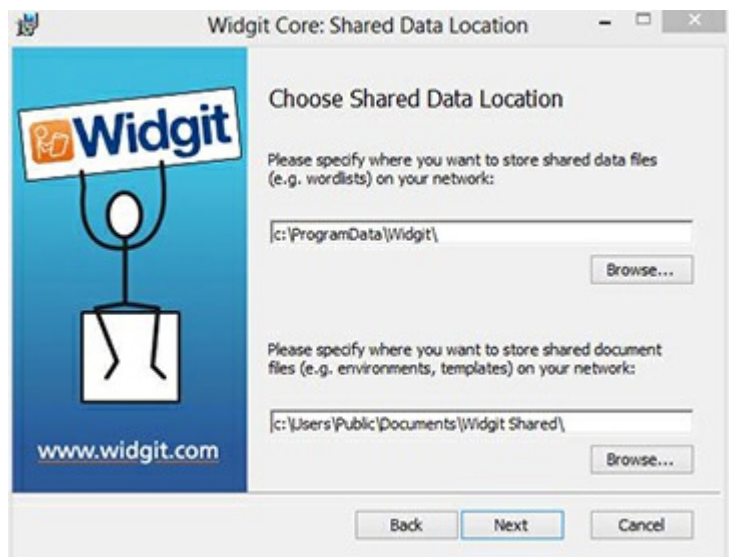 Widgit Core: Shared Data Location
Widgit
Choose Shared Data Location
Please specify where you want to store shared data files
(e.g. wordlists) on your network:
c:\ProgramData\Widgit\
Browse...
Please specify where you want to store shared document
files (e.g. environments, templates) on your network:
c:\Users\Public\Documents\Widgit Shared\
www.widgit.com
Browse...
Back
Next
Cancel